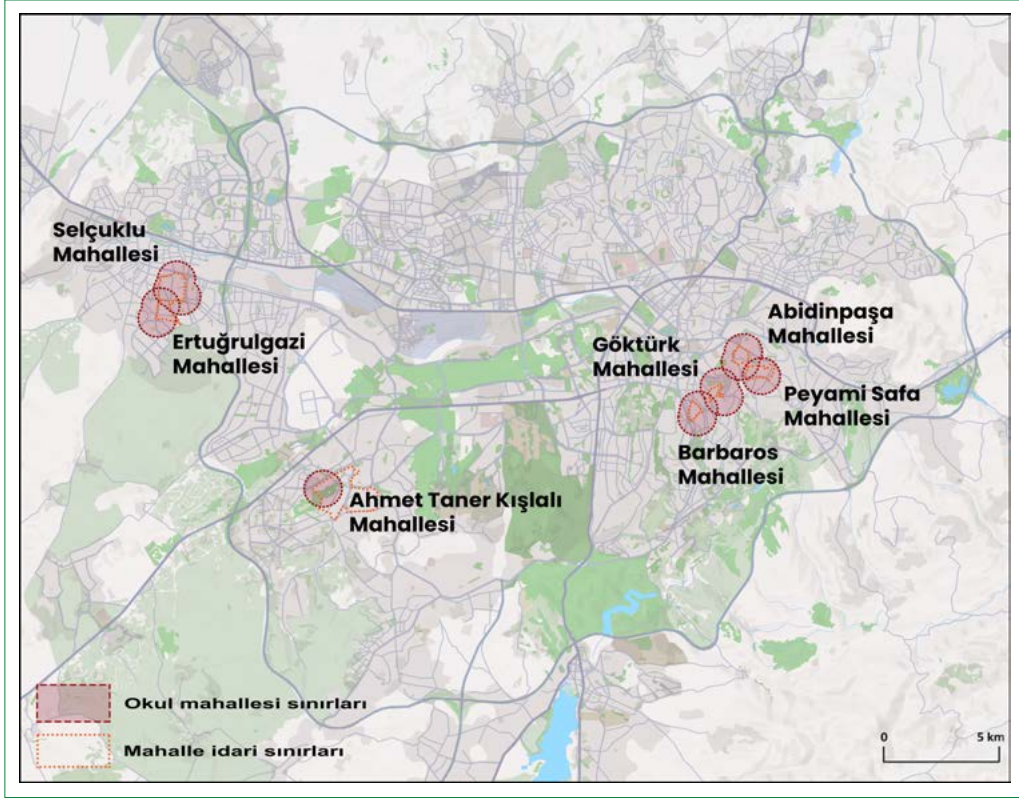 Selçuklu
Mahallesi
Ertuğrulgazi
Mahallesi
Abidinpaşa
Mahallesi
Göktürk
Mahallesi
Peyami Safa
Mahallesi
Barbaros
Mahallesi
Ahmet Taner Kışlalı
Mahallesi
Okul mahallesi sınırları
Mahalle idari sınırları
0 5 km